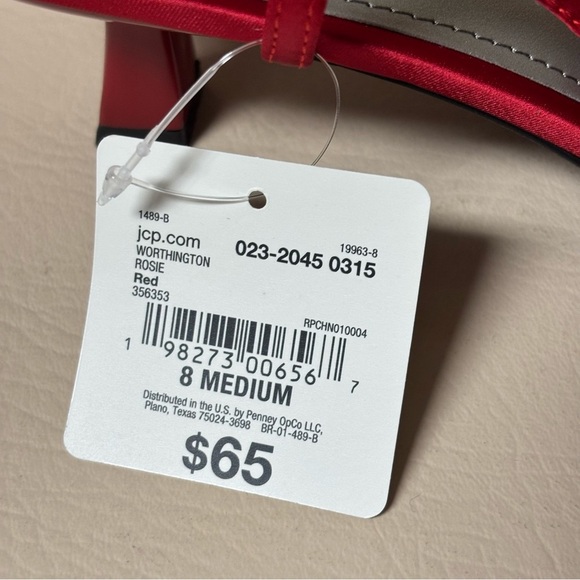 1489-B 19963-8
jcp.com 023-2045 0315
WORTHINGTON
ROSIE
Red
356353
RPCHN010004
1 98273 00656 7
8 MEDIUM
Distributed in the U.S. by Penney OpCo LLC,
Plano, Texas 75024-3698 BR-01-489-B
$65